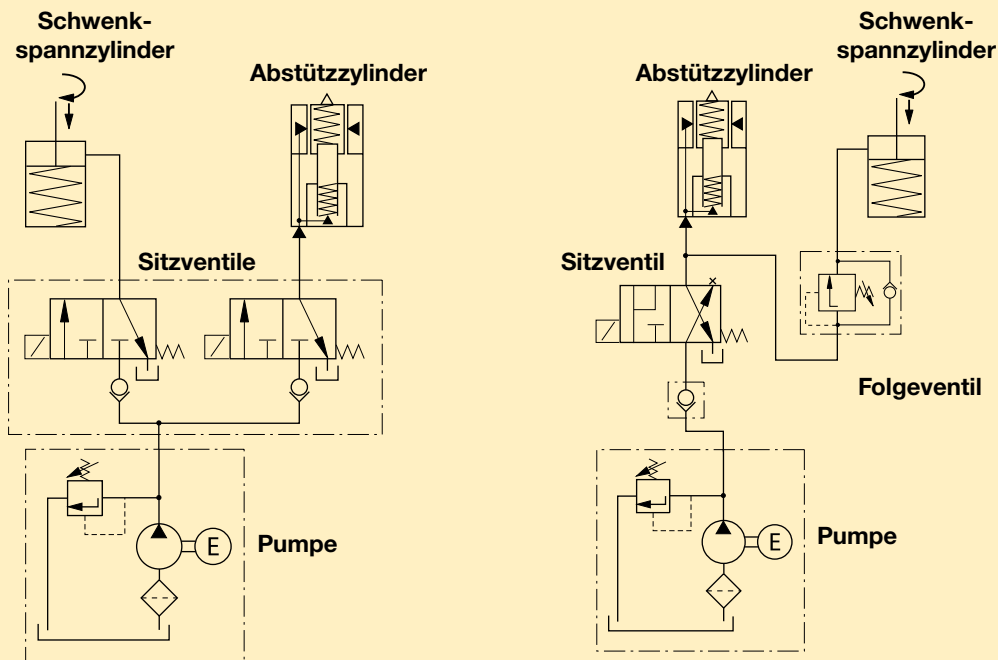 Schwenk-
spannzylinder
Abstützzylinder
Sitzventile
E
Pumpe
Schwenk-
spannzylinder
Abstützzylinder
Sitzventil
Folgeventil
E
Pumpe